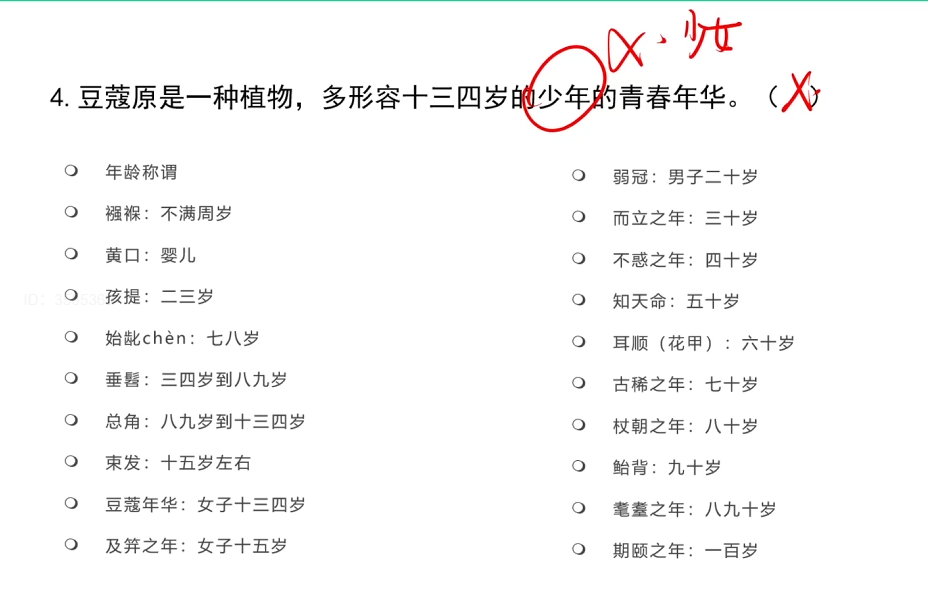 X·少女
4. 豆蔻原是一种植物，多形容十三四岁的少年的青春年华。（X）
年龄称谓
襁褓：不满周岁
黄口：婴儿
孩提：二三岁
始龀chèn：七八岁
垂髫：三四岁到八九岁
总角：八九岁到十三四岁
束发：十五岁左右
豆蔻年华：女子十三四岁
及笄之年：女子十五岁
弱冠：男子二十岁
而立之年：三十岁
不惑之年：四十岁
知天命：五十岁
耳顺（花甲）：六十岁
古稀之年：七十岁
杖朝之年：八十岁
鲐背：九十岁
耄耋之年：八九十岁
期颐之年：一百岁